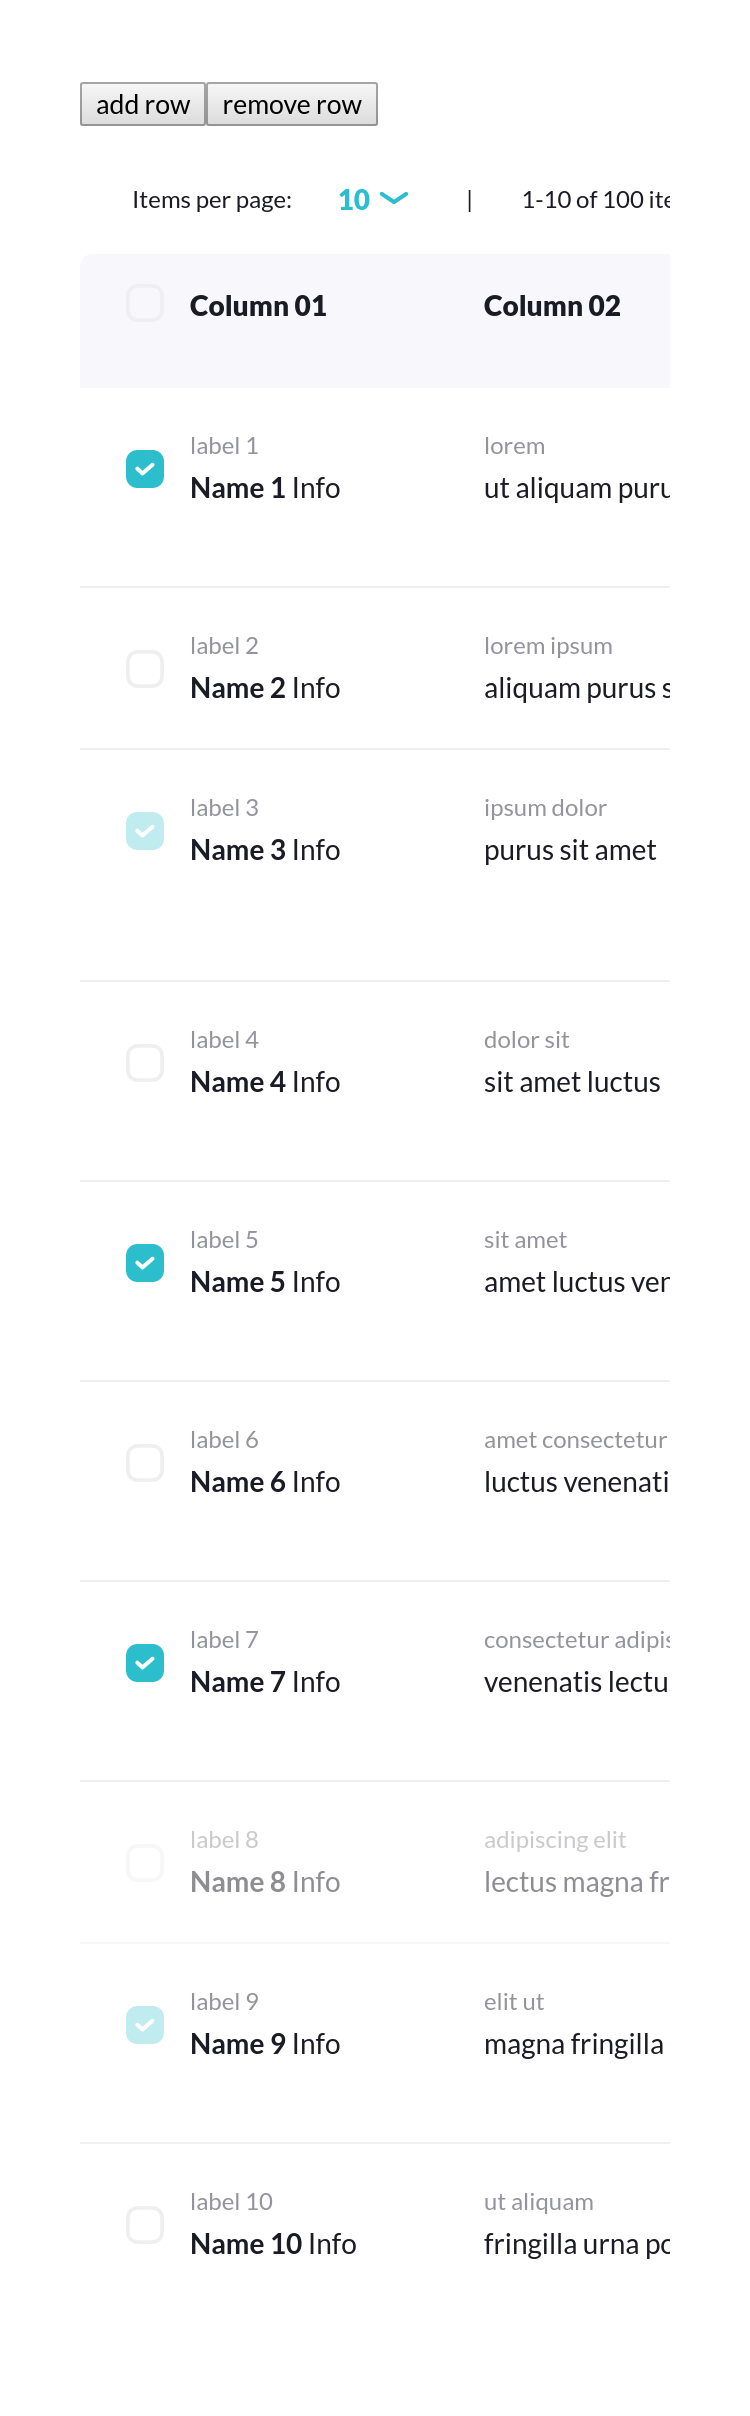 add row remove row
Items per page: 10 | 1-10 of 100 ite
Column 01 Column 02
label 1 lorem
Name 1 Info ut aliquam puru
label 2 lorem ipsum
Name 2 Info aliquam purus s
label 3 ipsum dolor
Name 3 Info purus sit amet
label 4 dolor sit
Name 4 Info sit amet luctus
label 5 sit amet
Name 5 Info amet luctus ven
label 6 amet consectetur
Name 6 Info luctus venenati
label 7 consectetur adipis
Name 7 Info venenatis lectu
label 8 adipiscing elit
Name 8 Info lectus magna fr
label 9 elit ut
Name 9 Info magna fringilla
label 10 ut aliquam
Name 10 Info fringilla urna po